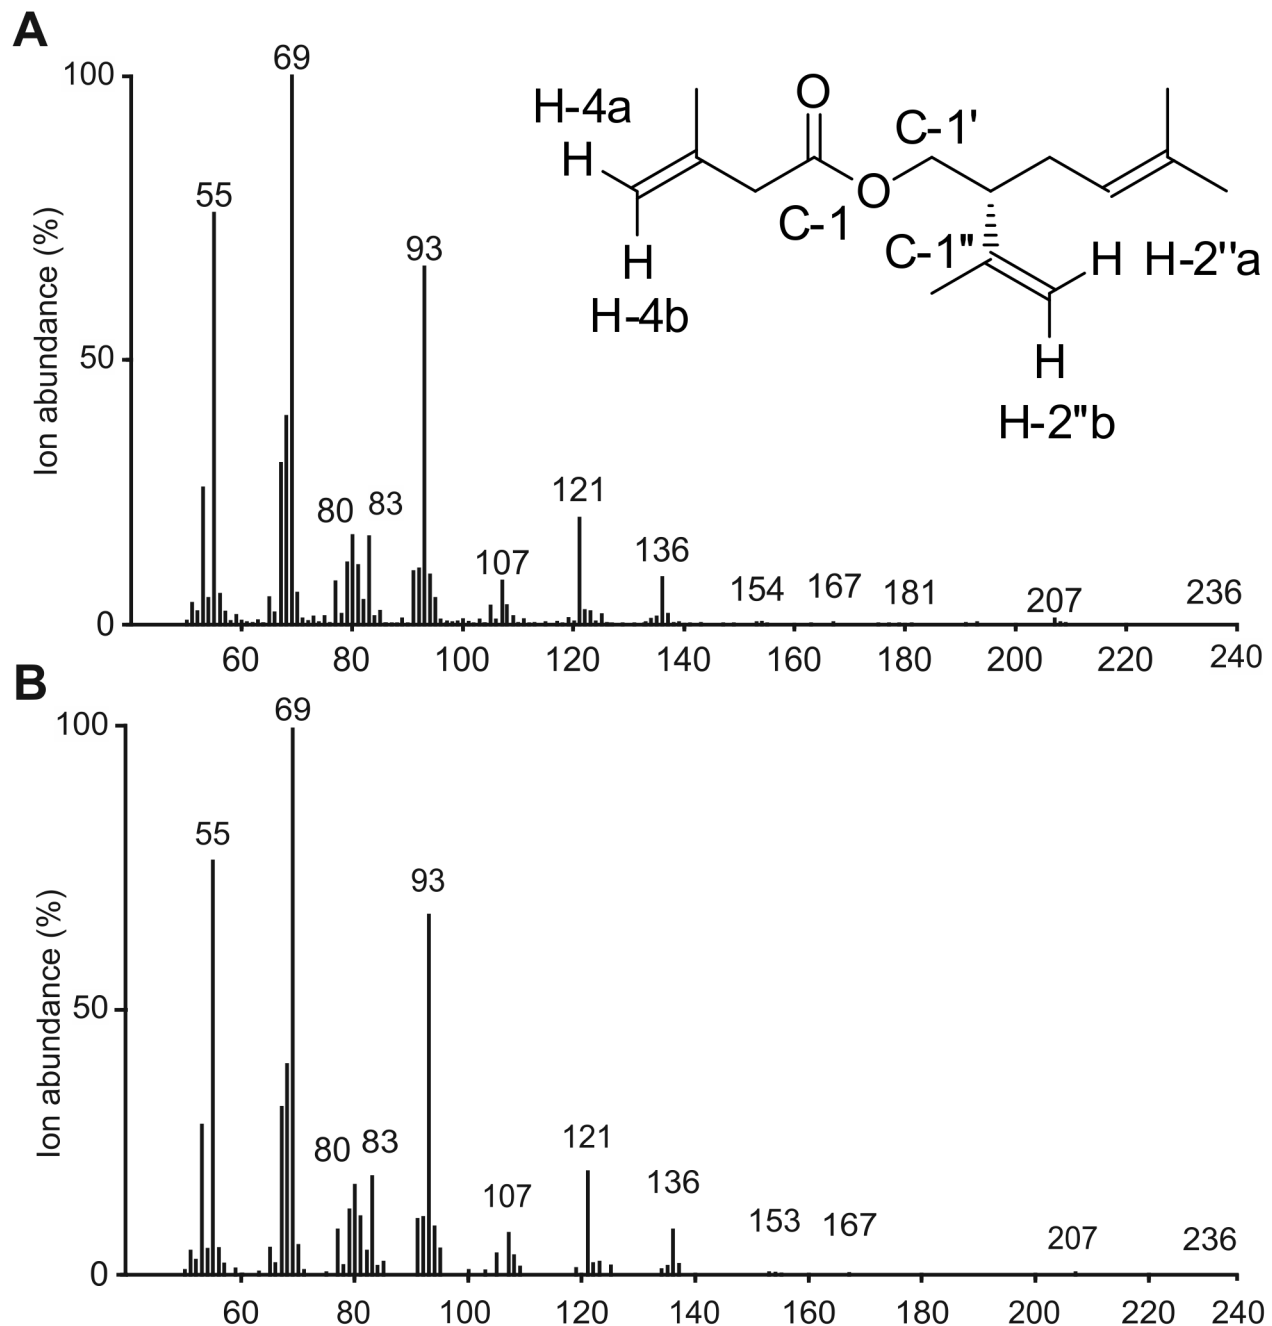 A
100
50
0
Ion abundance (%)
55
69
80
83
93
107
121
136
154
167
181
207
236
60 80 100 120 140 160 180 200 220 240
H-4a
H
H
H-4b
O
C-1
O
C-1'
C-1"
H H-2''a
H
H-2"b
B
100
50
0
Ion abundance (%)
55
69
80
83
93
107
121
136
153
167
207
236
60 80 100 120 140 160 180 200 220 240